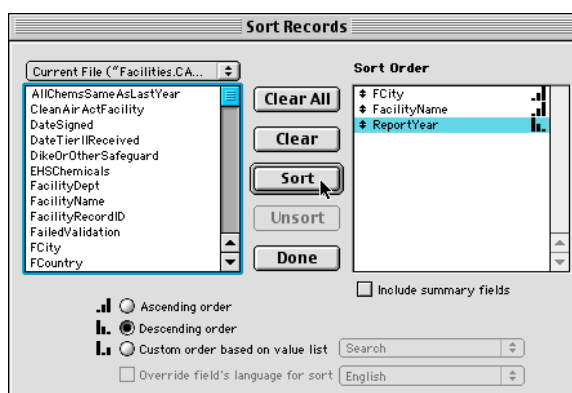 Sort Records
Current File ("Facilities.CA...
AllChemsSameAsLastYear
CleanAirActFacility
DateSigned
DateTierIIReceived
DikeOrOtherSafeguard
EHSChemicals
FacilityDept
FacilityName
FacilityRecordID
FailedValidation
FCity
FCountry
Clear All
Clear
Sort
Unsort
Done
Sort Order
FCity
FacilityName
ReportYear
Include summary fields
Ascending order
Descending order
Custom order based on value list
Search
Override field's language for sort
English